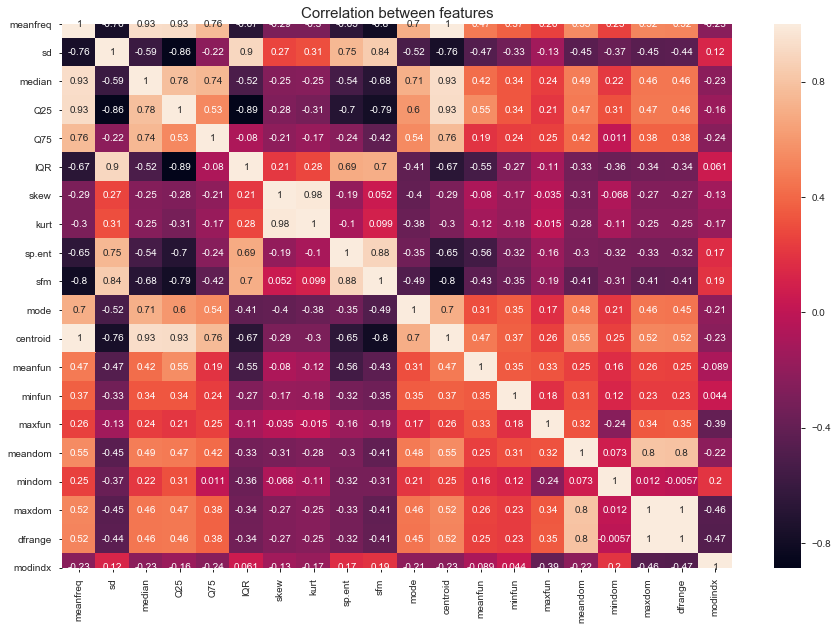 Correlation between features
meanfreq 1 -0.76 0.93 0.93 0.76 -0.67 -0.29 -0.3 -0.65 -0.8 0.7 1 0.47 0.37 0.26 0.55 0.25 0.52 0.52 -0.23
sd -0.76 1 -0.59 -0.86 -0.22 0.9 0.27 0.31 0.75 0.84 -0.52 -0.76 -0.47 -0.33 -0.13 -0.45 -0.37 -0.45 -0.44 0.12
median 0.93 -0.59 1 0.78 0.74 -0.52 -0.25 -0.25 -0.54 -0.68 0.71 0.93 0.42 0.34 0.24 0.49 0.22 0.46 0.46 -0.23
Q25 0.93 -0.86 0.78 1 0.53 -0.89 -0.28 -0.31 -0.7 -0.79 0.6 0.93 0.55 0.34 0.21 0.47 0.31 0.47 0.46 -0.16
Q75 0.76 -0.22 0.74 0.53 1 -0.08 -0.21 -0.17 -0.24 -0.42 0.54 0.76 0.19 0.24 0.25 0.42 0.011 0.38 0.38 -0.24
IQR -0.67 0.9 -0.52 -0.89 -0.08 1 0.21 0.28 0.69 0.7 -0.41 -0.67 -0.55 -0.27 -0.11 -0.33 -0.36 -0.34 -0.34 0.061
skew -0.29 0.27 -0.25 -0.28 -0.21 0.21 1 0.98 -0.19 0.052 -0.4 -0.29 -0.08 -0.17 -0.035 -0.31 -0.068 -0.27 -0.27 -0.13
kurt -0.3 0.31 -0.25 -0.31 -0.17 0.28 0.98 1 -0.1 0.099 -0.38 -0.3 -0.12 -0.18 -0.015 -0.28 -0.11 -0.25 -0.25 -0.17
sp.ent -0.65 0.75 -0.54 -0.7 -0.24 0.69 -0.19 -0.1 1 0.88 -0.35 -0.65 -0.56 -0.32 -0.16 -0.3 -0.32 -0.33 -0.32 0.17
sfm -0.8 0.84 -0.68 -0.79 -0.42 0.7 0.052 0.099 0.88 1 -0.49 -0.8 -0.43 -0.35 -0.19 -0.41 -0.31 -0.41 -0.41 0.19
mode 0.7 -0.52 0.71 0.6 0.54 -0.41 -0.4 -0.38 -0.35 -0.49 1 0.7 0.31 0.35 0.17 0.48 0.21 0.46 0.45 -0.21
centroid 1 -0.76 0.93 0.93 0.76 -0.67 -0.29 -0.3 -0.65 -0.8 0.7 1 0.47 0.37 0.26 0.55 0.25 0.52 0.52 -0.23
meanfun 0.47 -0.47 0.42 0.55 0.19 -0.55 -0.08 -0.12 -0.56 -0.43 0.31 0.47 1 0.35 0.33 0.25 0.16 0.26 0.25 -0.089
minfun 0.37 -0.33 0.34 0.34 0.24 -0.27 -0.17 -0.18 -0.32 -0.35 0.35 0.37 0.35 1 0.18 0.31 0.12 0.23 0.23 0.044
maxfun 0.26 -0.13 0.24 0.21 0.25 -0.11 -0.035 -0.015 -0.16 -0.19 0.17 0.26 0.33 0.18 1 0.32 -0.24 0.34 0.35 -0.39
meandom 0.55 -0.45 0.49 0.47 0.42 -0.33 -0.31 -0.28 -0.3 -0.41 0.48 0.55 0.25 0.31 0.32 1 0.073 0.8 0.8 -0.22
mindom 0.25 -0.37 0.22 0.31 0.011 -0.36 -0.068 -0.11 -0.32 -0.31 0.21 0.25 0.16 0.12 -0.24 0.073 1 0.012 -0.0057 0.2
maxdom 0.52 -0.45 0.46 0.47 0.38 -0.34 -0.27 -0.25 -0.33 -0.41 0.46 0.52 0.26 0.23 0.34 0.8 0.012 1 1 -0.46
dfrange 0.52 -0.44 0.46 0.46 0.38 -0.34 -0.27 -0.25 -0.32 -0.41 0.45 0.52 0.25 0.23 0.35 0.8 -0.0057 1 1 -0.47
modindx -0.23 0.12 -0.23 -0.16 -0.24 0.061 -0.13 -0.17 0.17 0.19 -0.21 -0.23 -0.089 0.044 -0.39 -0.22 0.2 -0.46 -0.47 1
meanfreq sd median Q25 Q75 IQR skew kurt sp.ent sfm mode centroid meanfun minfun maxfun meandom mindom maxdom dfrange modindx
0.8
0.4
0.0
−0.4
−0.8